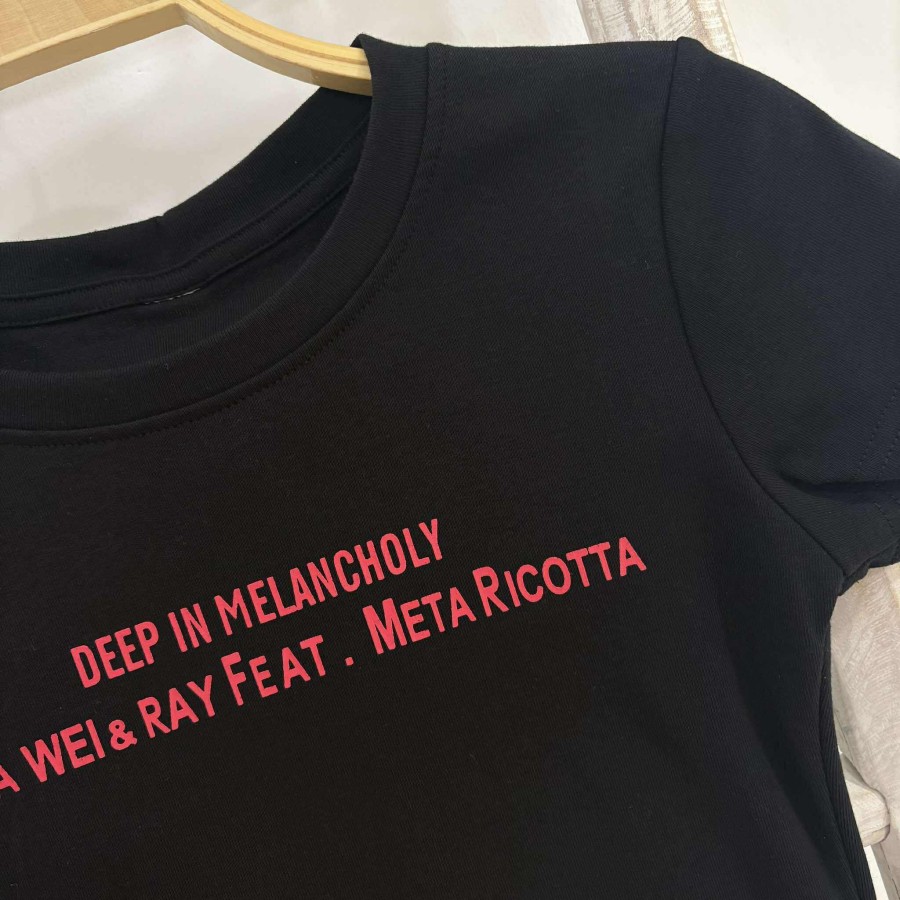 DEEP IN MELANCHOLY
A WEI & RAY FEAT . META RICOTTA